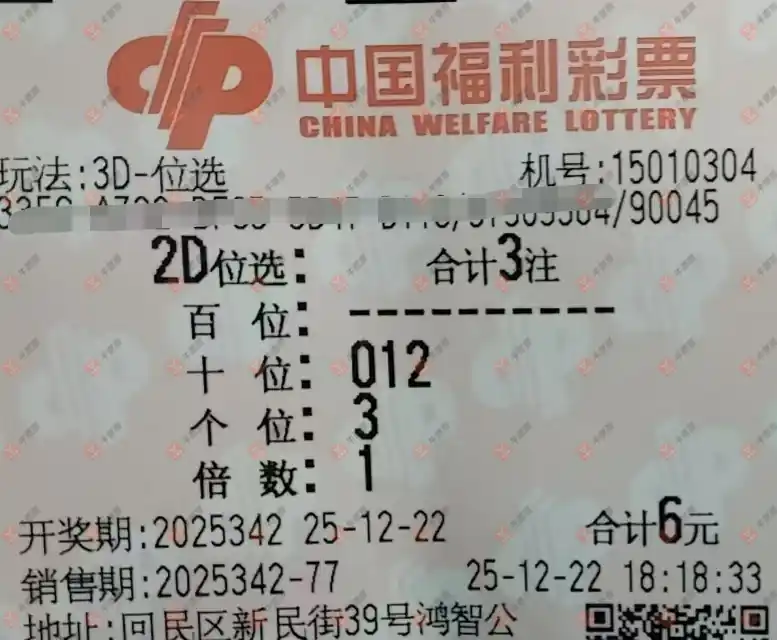 中国福利彩票
CHINA WELFARE LOTTERY
玩法:3D-位选 机号:15010304
/90045
2D位选: 合计3注
百 位: ----------
十 位: 012
个 位: 3
倍 数: 1
开奖期:2025342 25-12-22 合计6元
销售期:2025342-77 25-12-22 18:18:33
地址:回民区新民街39号鸿智公